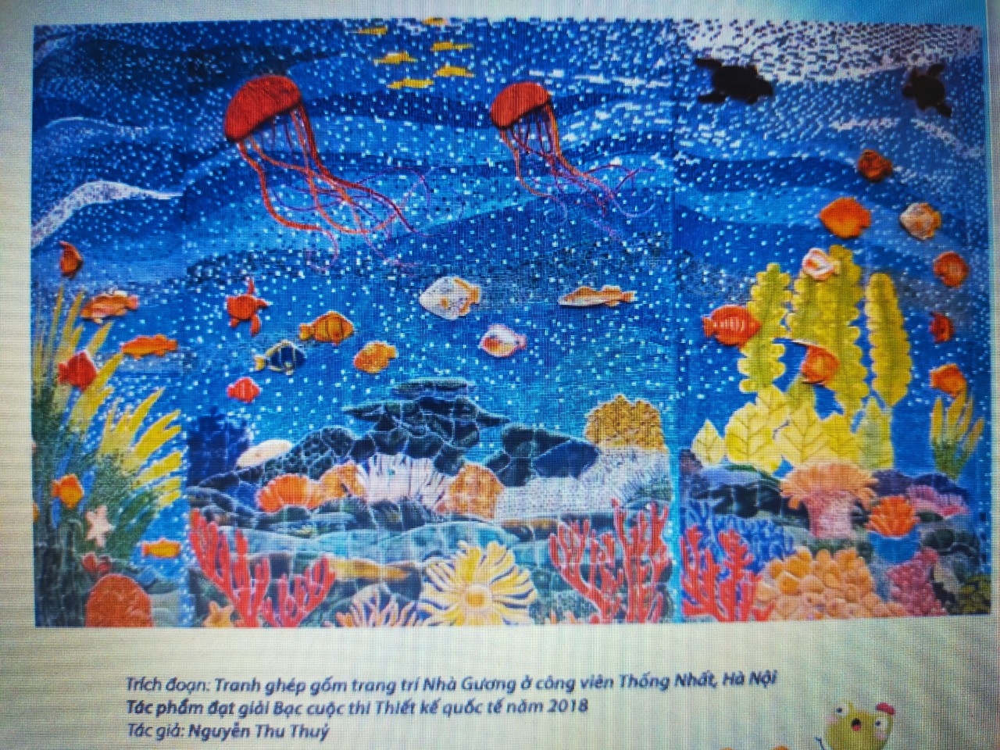 Trích đoạn: Tranh ghép gốm trang trí Nhà Gương ở công viên Thống Nhất, Hà Nội
Tác phẩm đạt giải Bạc cuộc thi Thiết kế quốc tế năm 2018
Tác giả: Nguyễn Thu Thuỷ